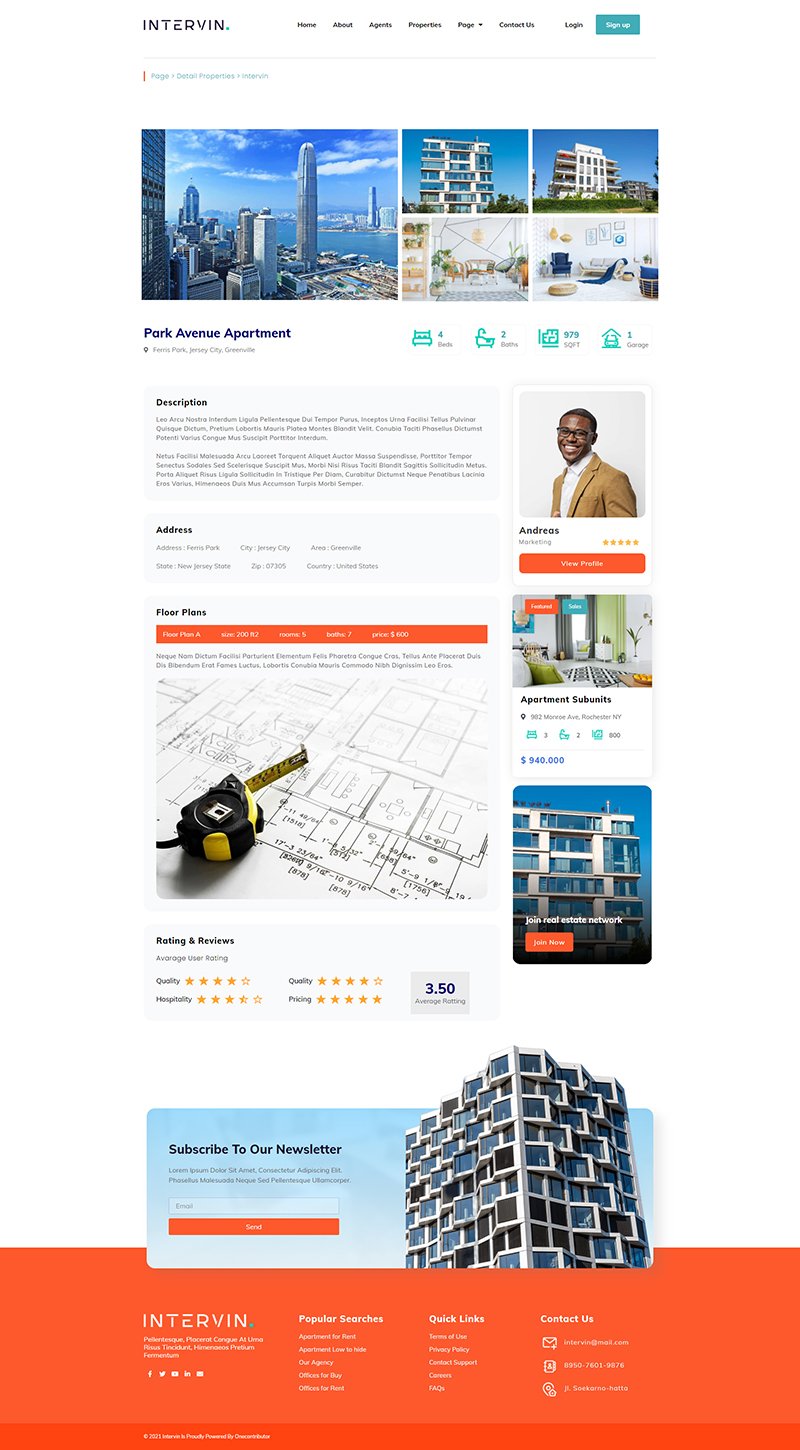 INTERVIN.
Home About Agents Properties Page Contact Us Login Sign up
Page > Detail Properties > Intervin
Park Avenue Apartment
Ferris Park, Jersey City, Greenville
4 Beds
2 Baths
979 SQFT
1 Garage
Description
Leo Arcu Nostra Interdum Ligula Pellentesque Dui Tempor Purus, Inceptos Urna Facilisi Tellus Pulvinar
Quisque Dictum, Pretium Lobortis Mauris Platea Montes Blandit Velit. Conubia Taciti Phasellus Dictumst
Potenti Varius Congue Mus Suscipit Porttitor Interdum.
Netus Facilisi Malesuada Arcu Laoreet Torquent Aliquet Auctor Massa Suspendisse, Porttitor Tempor
Senectus Sodales Sed Scelerisque Suscipit Mus, Morbi Nisi Risus Taciti Blandit Sagittis Sollicitudin Metus.
Porta Aliquet Risus Ligula Sollicitudin In Tristique Per Diam, Curabitur Dictumst Neque Penatibus Lacinia
Eros Varius, Himenaeos Duis Mus Accumsan Turpis Morbi Semper.
Address
Address : Ferris Park City : Jersey City Area : Greenville
State : New Jersey State Zip : 07305 Country : United States
Floor Plans
Floor Plan A size: 200 ft2 rooms: 5 baths: 7 price: $ 600
Neque Nam Dictum Facilisi Parturient Elementum Felis Pharetra Congue Cras, Tellus Ante Placerat Duis
Dis Bibendum Erat Fames Luctus, Lobortis Conubia Mauris Commodo Nibh Dignissim Leo Eros.
[1518]
[512]
[878]
[878]
[1756]
Rating & Reviews
Avarage User Rating
Quality
Quality
Hospitality
Pricing
3.50
Average Ratting
Andreas
Marketing
View Profile
Featured Sales
Apartment Subunits
982 Monroe Ave, Rochester NY
3 2 800
$ 940.000
Join real estate network
Join Now
Subscribe To Our Newsletter
Lorem Ipsum Dolor Sit Amet, Consectetur Adipiscing Elit.
Phasellus Malesuada Neque Sed Pellentesque Ullamcorper.
Email
Send
INTERVIN.
Pellentesque, Placerat Congue At Urna
Risus Tincidunt, Himenaeos Pretium
Fermentum
Popular Searches
Apartment for Rent
Apartment Low to hide
Our Agency
Offices for Buy
Offices for Rent
Quick Links
Terms of Use
Privacy Policy
Contact Support
Careers
FAQs
Contact Us
intervin@mail.com
8950-7601-9876
Jl. Soekarno-hatta
© 2021 Intervin Is Proudly Powered By Onecontributor